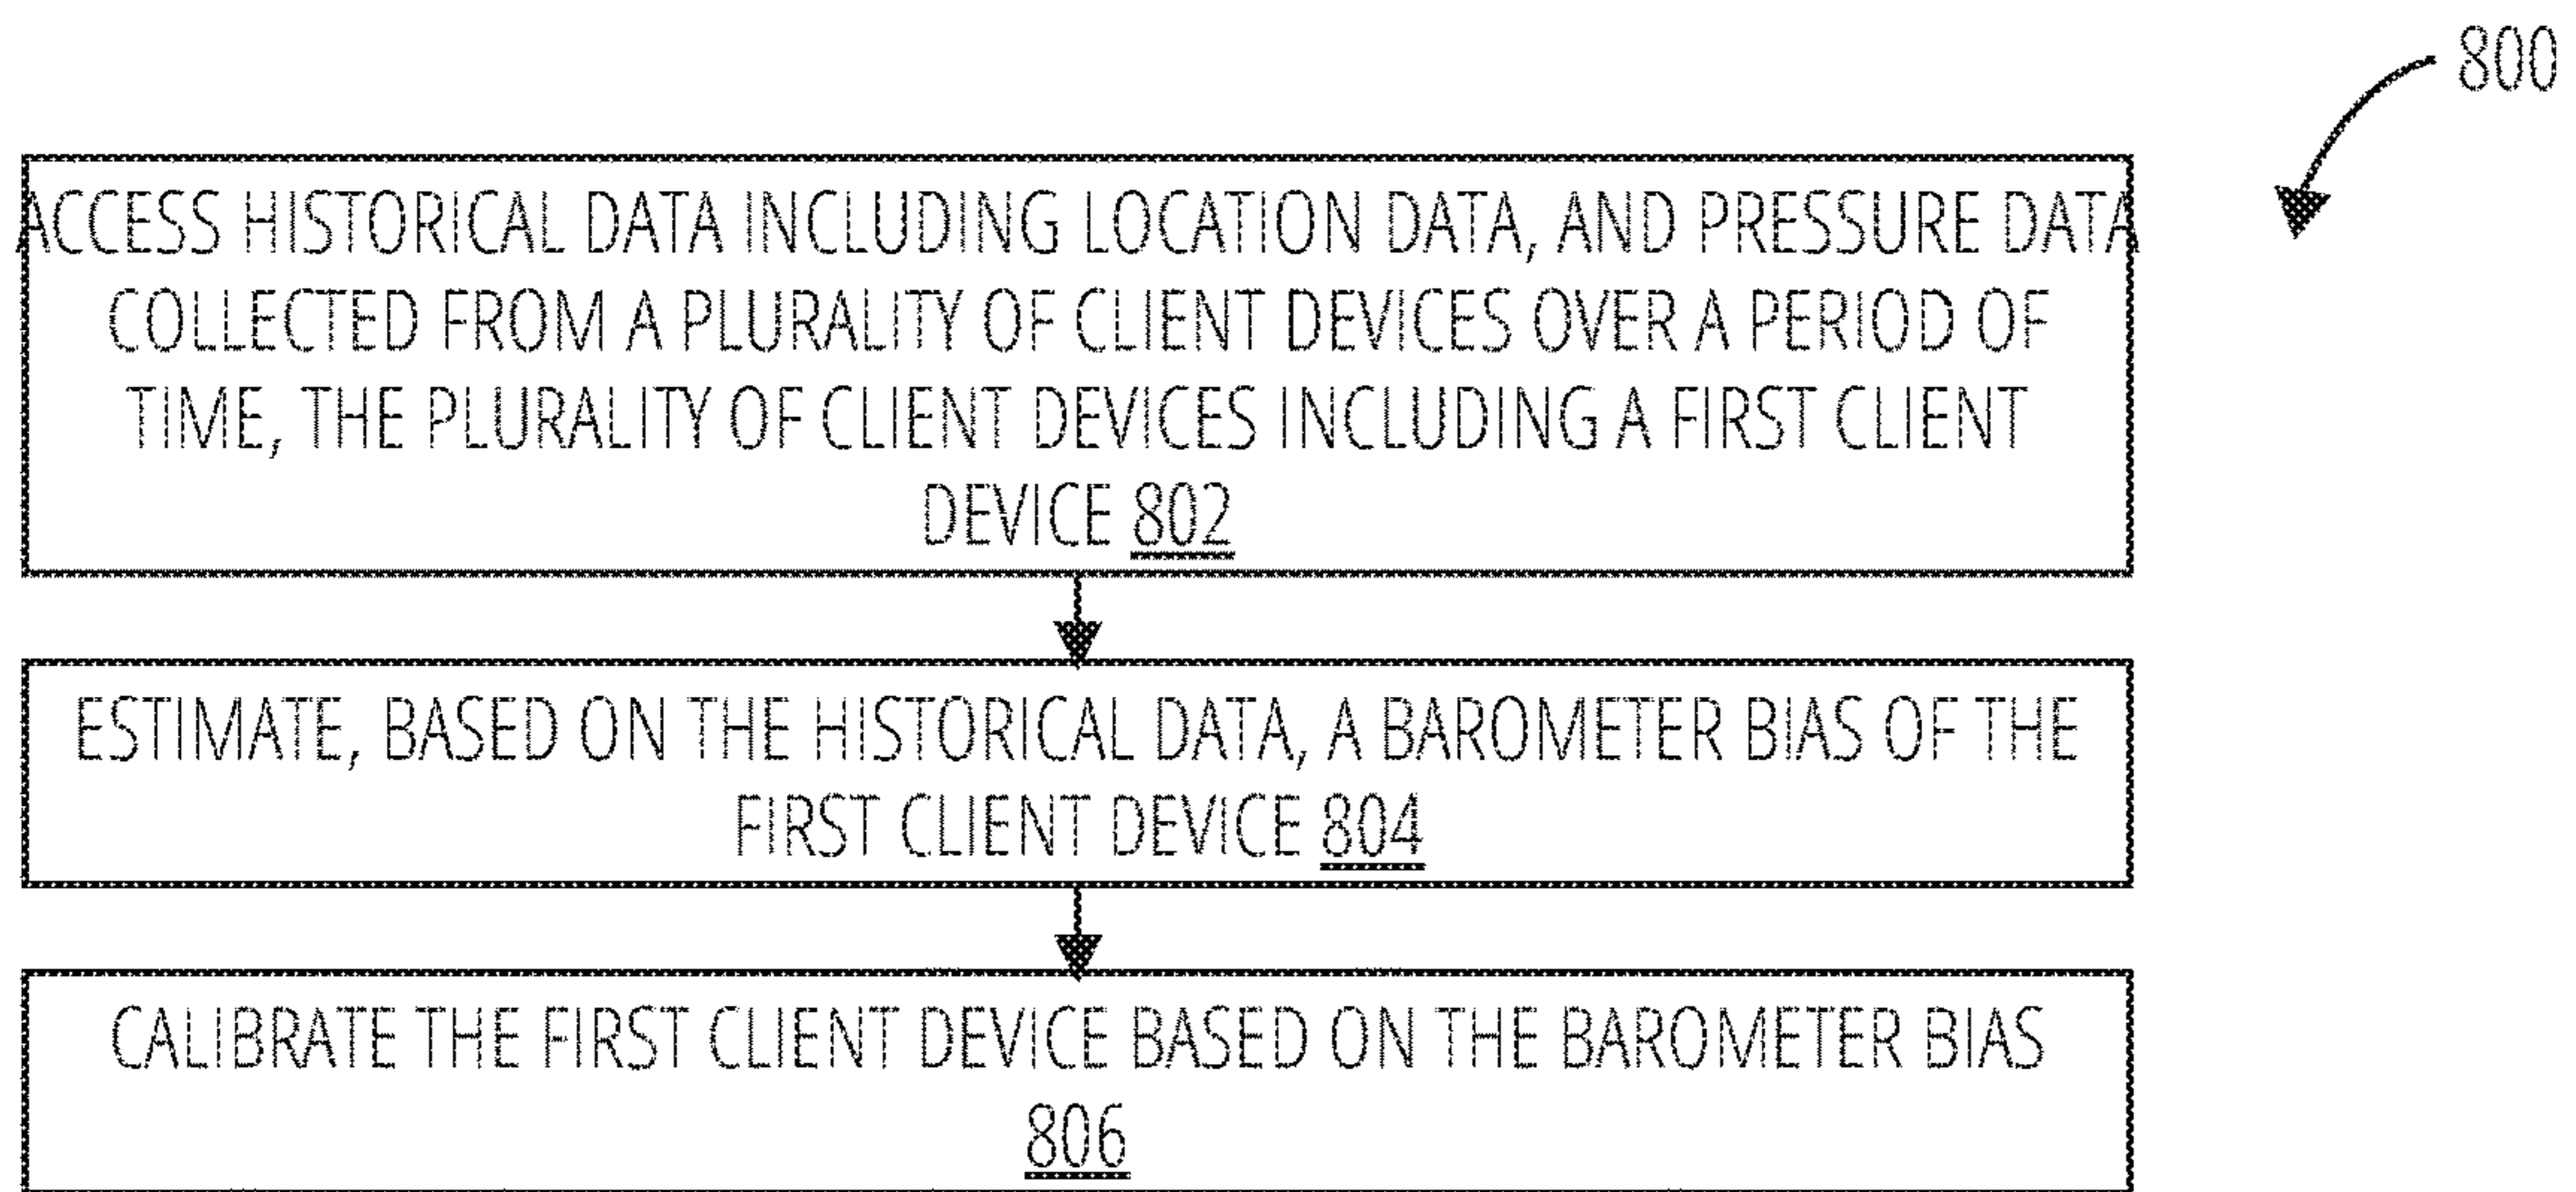 800
ACCESS HISTORICAL DATA INCLUDING LOCATION DATA, AND PRESSURE DATA
COLLECTED FROM A PLURALITY OF CLIENT DEVICES OVER A PERIOD OF
TIME, THE PLURALITY OF CLIENT DEVICES INCLUDING A FIRST CLIENT
DEVICE 802
ESTIMATE, BASED ON THE HISTORICAL DATA, A BAROMETER BIAS OF THE
FIRST CLIENT DEVICE 804
CALIBRATE THE FIRST CLIENT DEVICE BASED ON THE BAROMETER BIAS
806